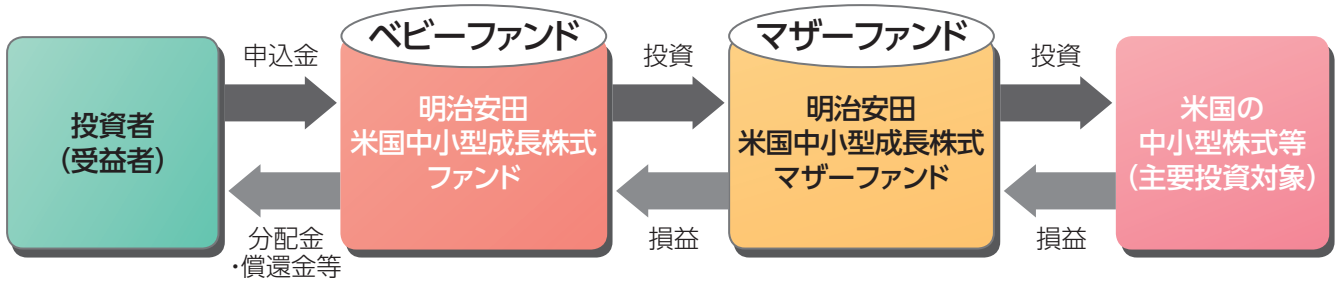 投資者
(受益者)
申込金
分配金
・償還金等
ベビーファンド
明治安田
米国中小型成長株式
ファンド
投資
損益
マザーファンド
明治安田
米国中小型成長株式
マザーファンド
投資
損益
米国の
中小型株式等
(主要投資対象)